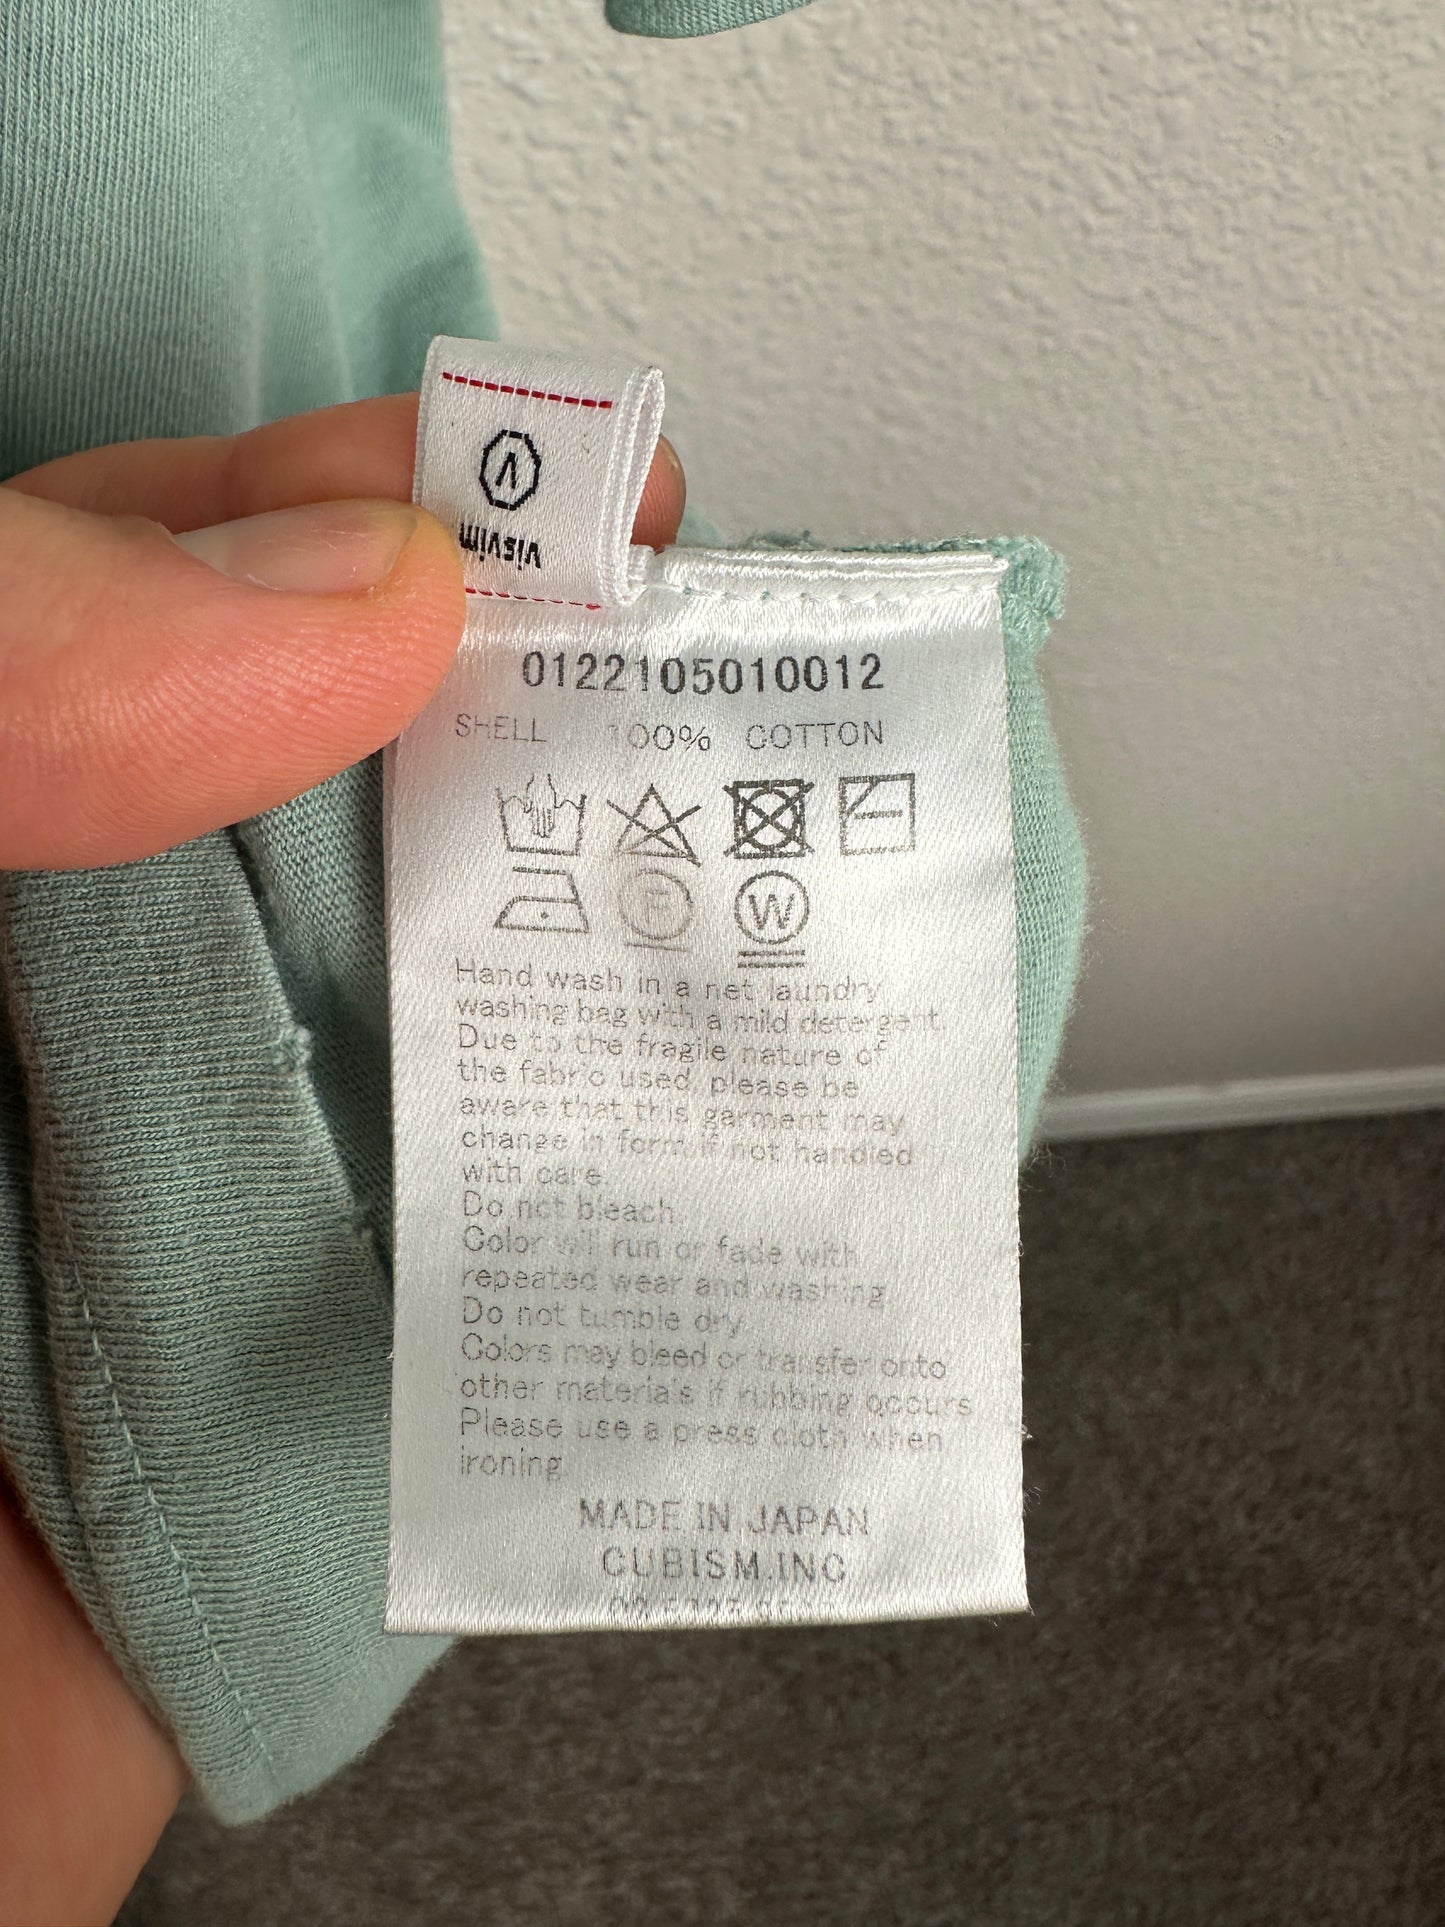 visvim
0122105010012
SHELL 100% COTTON
P
W
Hand wash in a net laundry
washing bag with a mild detergent.
Due to the fragile nature of
the fabric used, please be
aware that this garment may
change in form if not handled
with care.
Do not bleach.
Color will run or fade with
repeated wear and washing.
Do not tumble dry.
Colors may bleed or transfer onto
other materials if rubbing occurs
Please use a press cloth when
ironing.
MADE IN JAPAN
CUBISM.INC